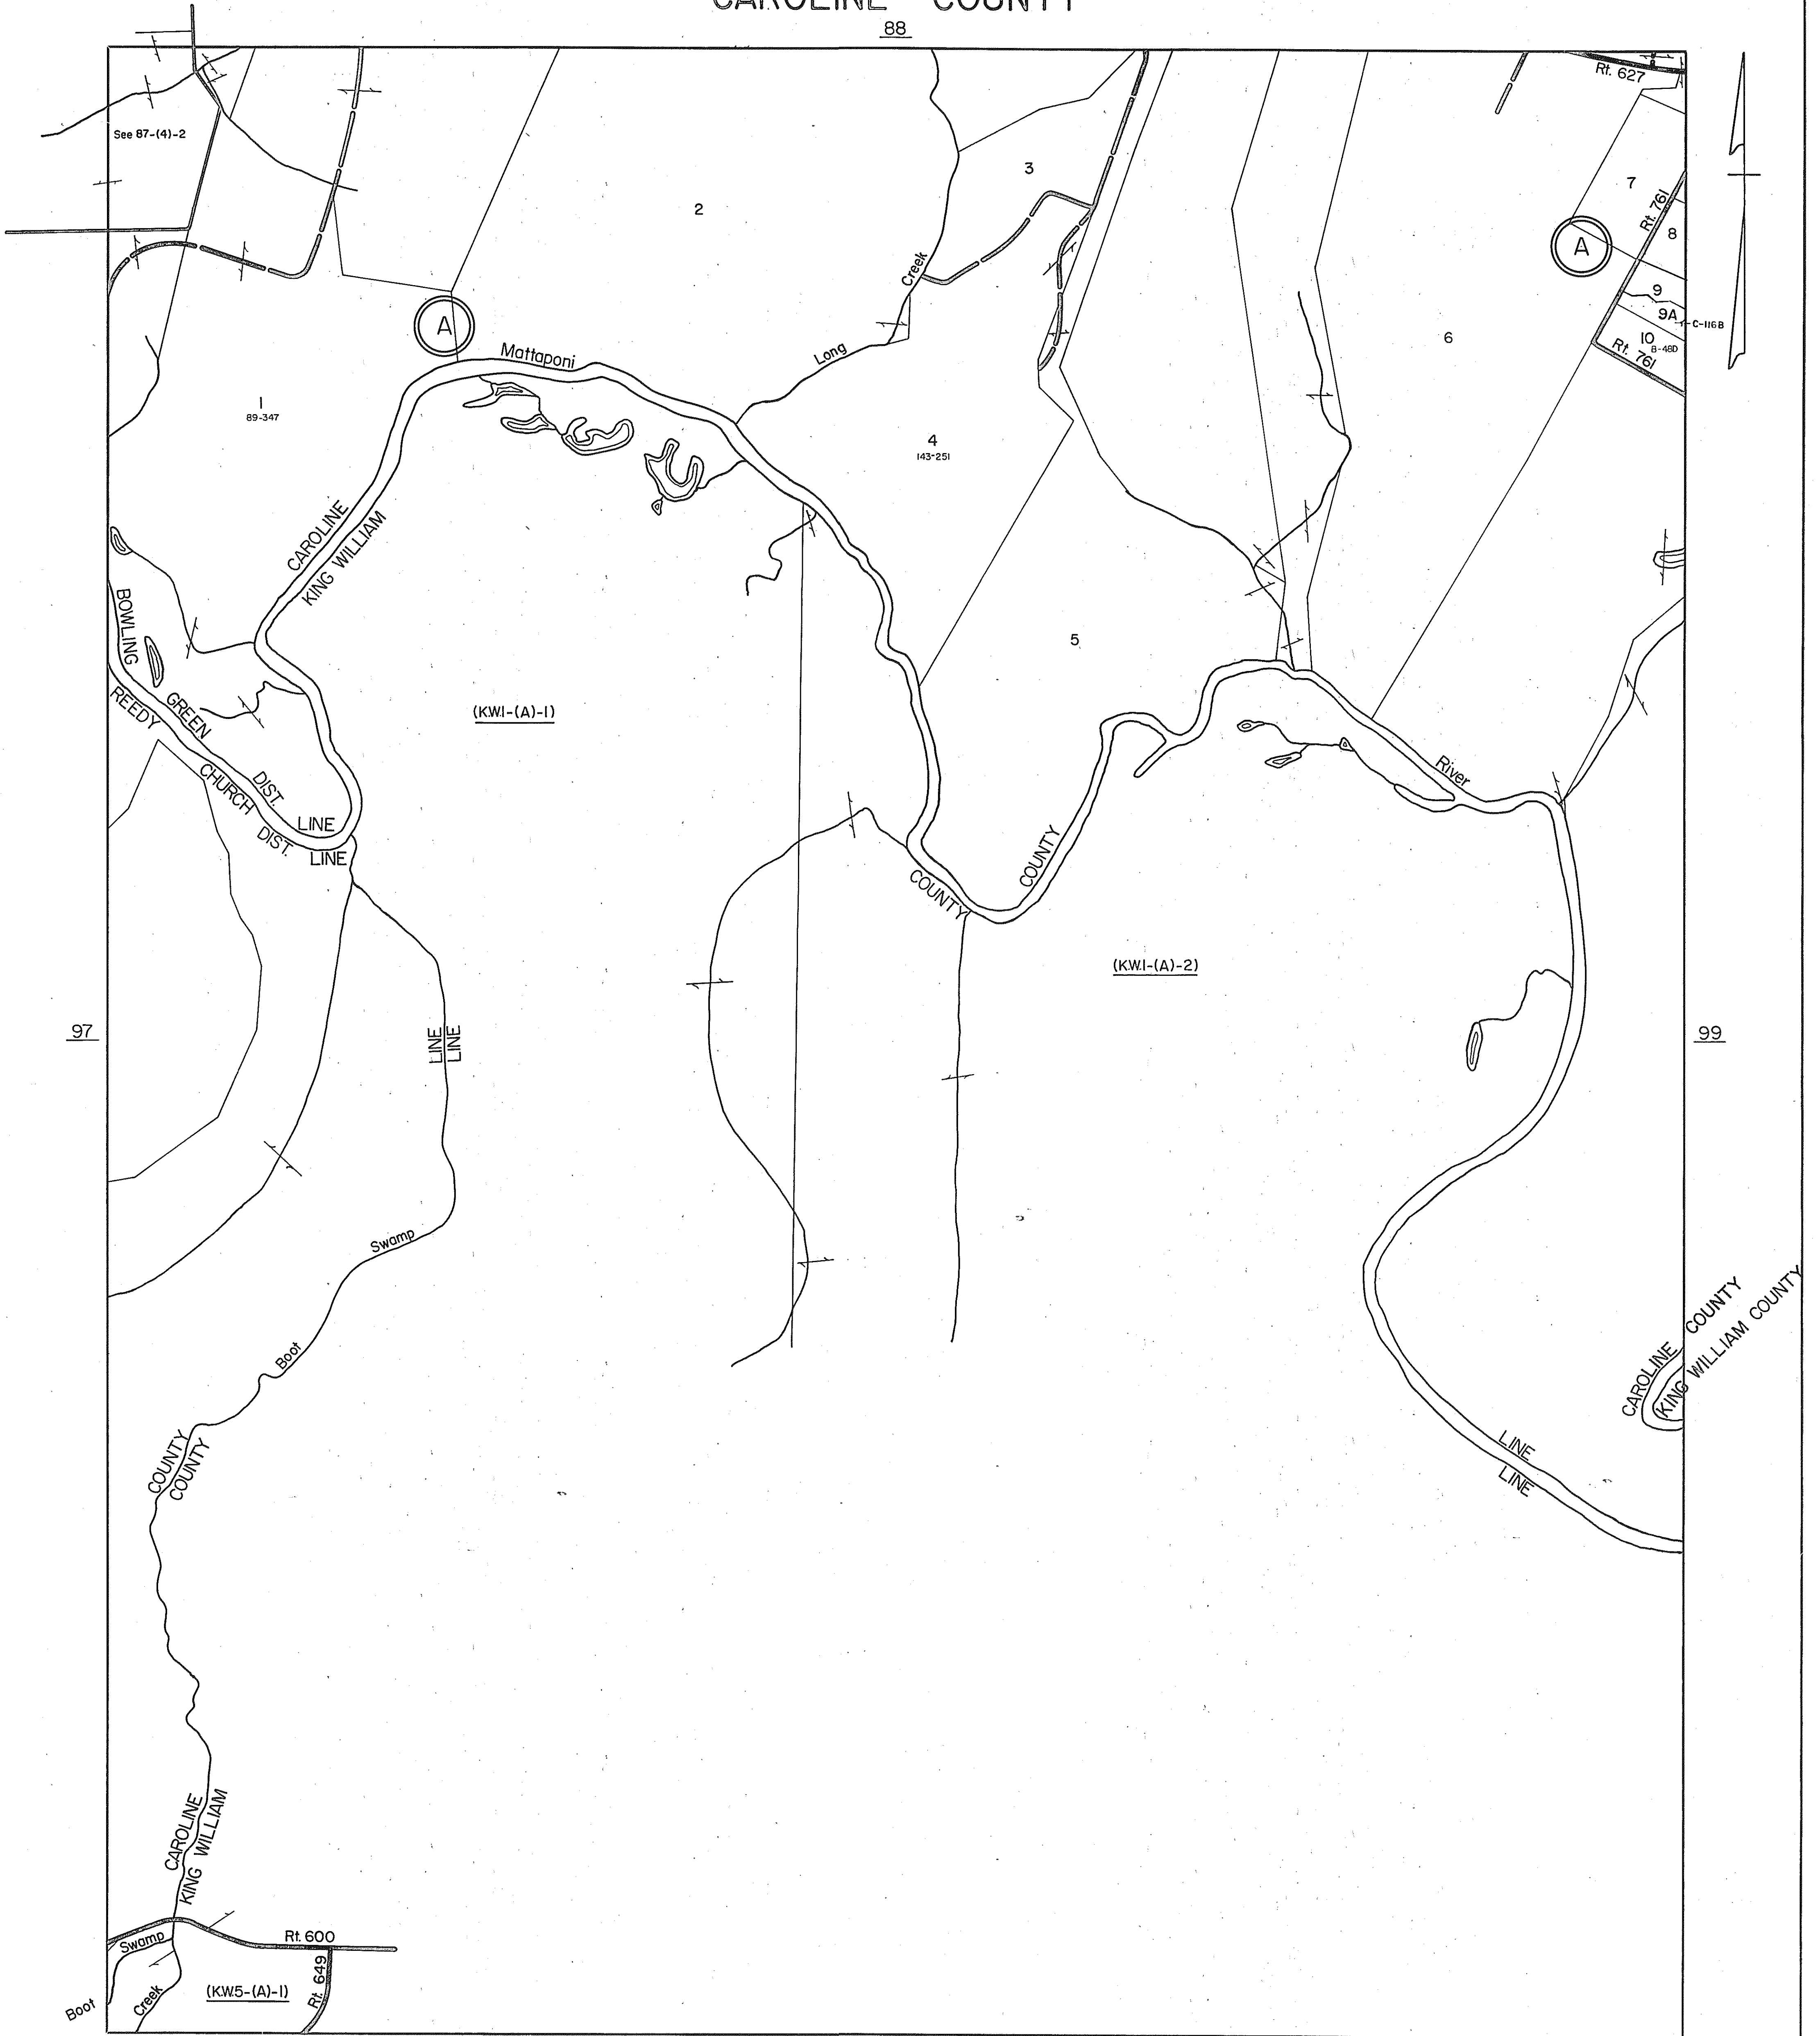 CAROLINE COUNTY
88
Rt. 627
See 87-(4)-2
3
7
Rt. 761
2
8
A
Creek
9
9A
C-116B
A
6
10
B-48D
Rt. 761
Mattaponi
Long
1
89-347
4
143-251
CAROLINE
KING WILLIAM
BOWLING
GREEN
DIST.
LINE
REEDY
CHURCH
DIST.
LINE
5
(K.W.1-(A)-1)
River
COUNTY
COUNTY
(K.W.1-(A)-2)
97
LINE
LINE
99
Swamp
Boot
CAROLINE COUNTY
KING WILLIAM COUNTY
COUNTY
COUNTY
LINE
LINE
CAROLINE
KING WILLIAM
Rt. 600
Swamp
Rt. 649
(K.W.5-(A)-1)
Creek
Boot